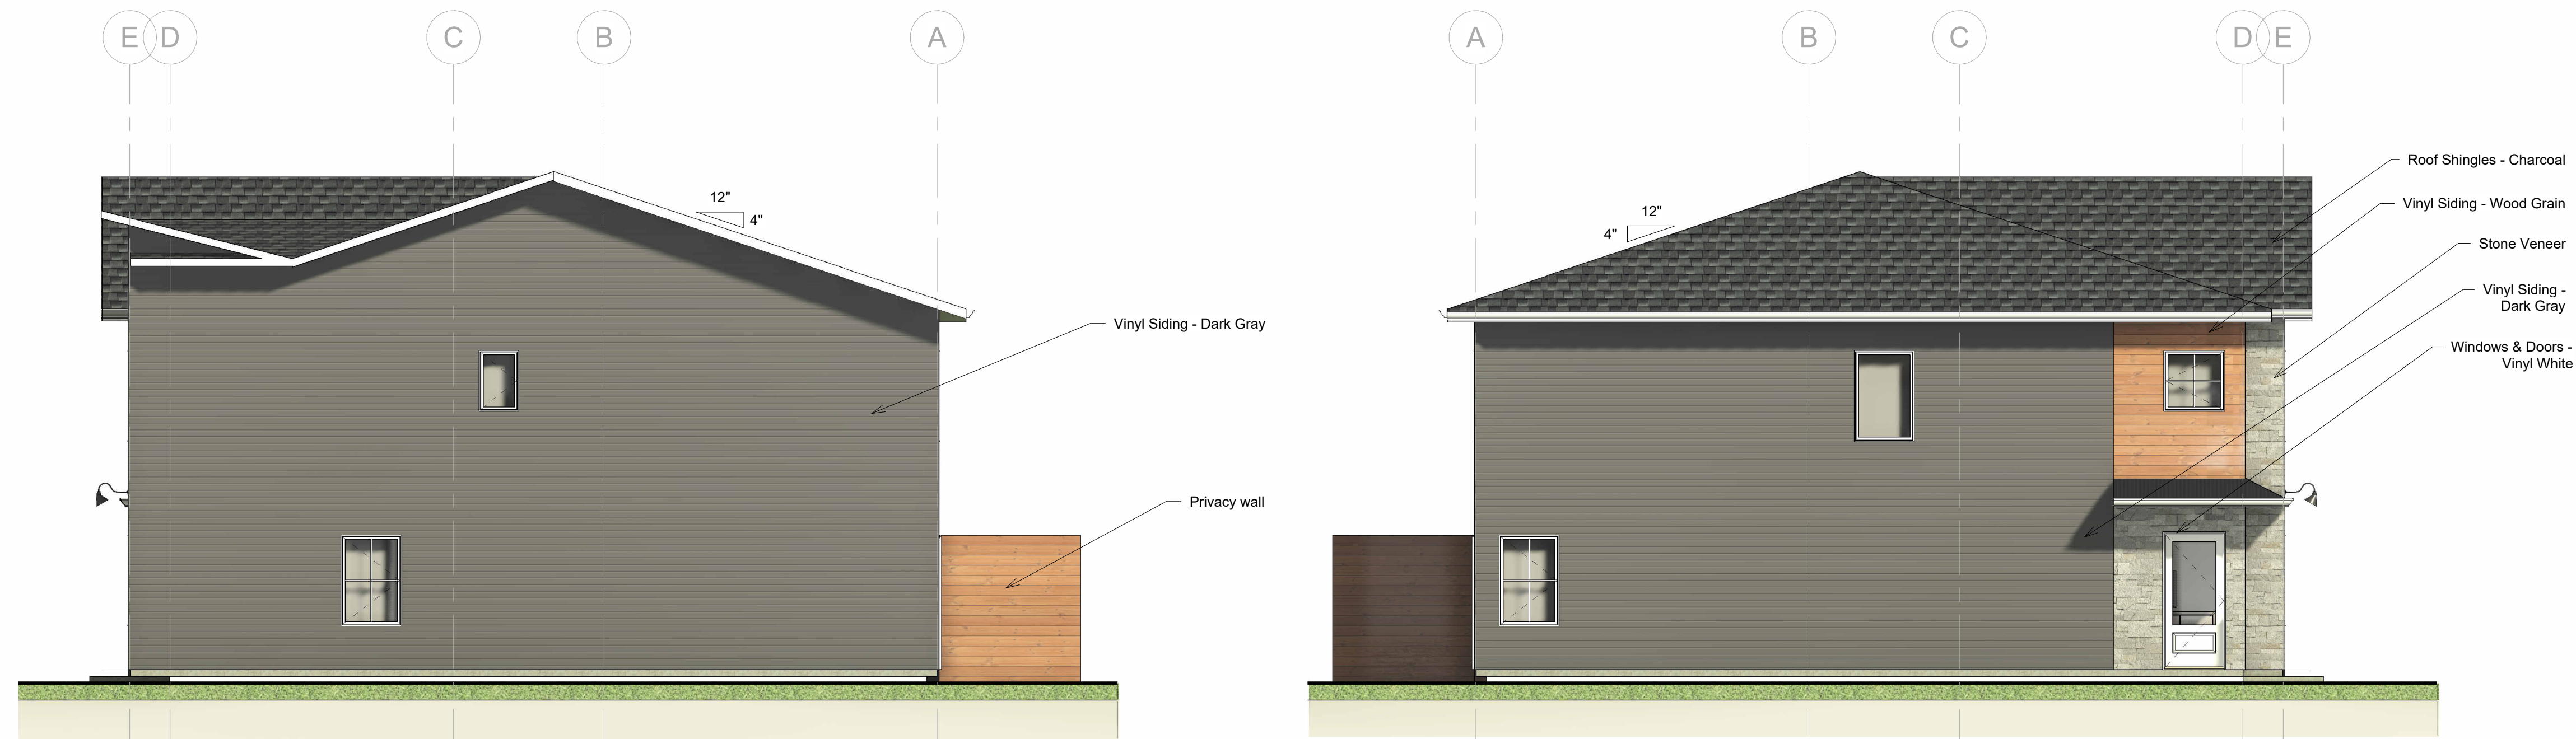 E D C B A
A B C D E
12"
4"
Vinyl Siding - Dark Gray
Privacy wall
12"
4"
Roof Shingles - Charcoal
Vinyl Siding - Wood Grain
Stone Veneer
Vinyl Siding -
Dark Gray
Windows & Doors -
Vinyl White